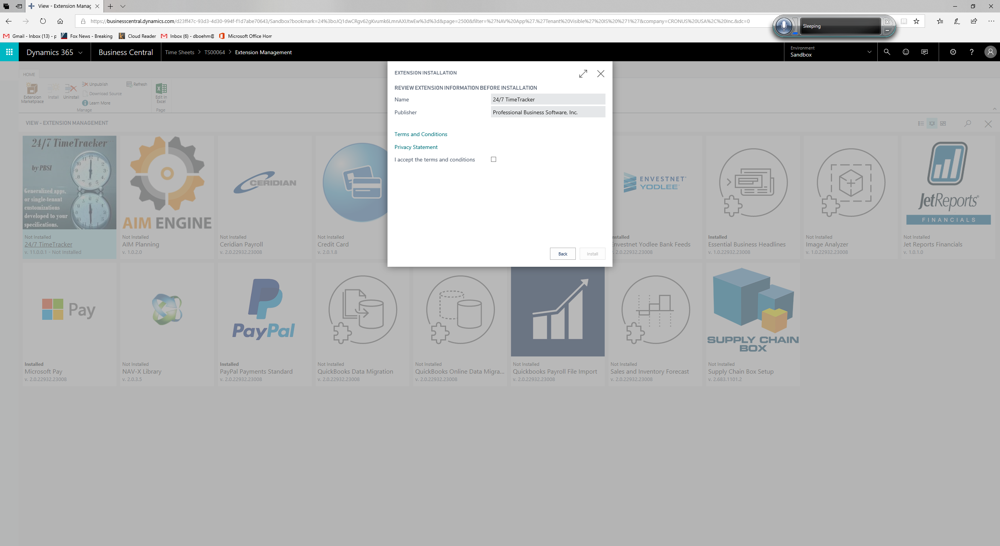 View - Extension Manag
https://businesscentral.dynamics.com/d23ff47c-93d3-4d30-994f-f1d7abe70643/Sandbox?bookmark=24%3boJQ1dwCRgv62gKvumk6LmnAXlJtwEw%3d%3d&page=2500&filter=%27NAV%20App%27.%27Tenant%20Visible%27%20IS%20%271%27&company=CRONUS%20USA%2C%20Inc.&dc=0
Sleeping
Gmail - Inbox (13) - p
Fox News - Breaking
Cloud Reader
Inbox (6) - dboehm@
Microsoft Office Hom
Dynamics 365
Business Central
Time Sheets > TS00064 > Extension Management
Environment
Sandbox
HOME
Extension Marketplace
Install
Uninstall
Unpublish
Download Source
Learn More
Manage
Refresh
Edit In Excel
Page
EXTENSION INSTALLATION
REVIEW EXTENSION INFORMATION BEFORE INSTALLATION
Name
24/7 TimeTracker
Publisher
Professional Business Software, Inc.
Terms and Conditions
Privacy Statement
I accept the terms and conditions
Back
Install
VIEW - EXTENSION MANAGEMENT
24/7 TimeTracker
by PBSI
Generalized apps,
or single-tenant
customizations
developed to your
specifications.
Not Installed
24/7 TimeTracker
v. 11.0.0.1 - Not Installed
AIM ENGINE
Not Installed
AIM Planning
v. 1.0.2.0
CERIDIAN
Not Installed
Ceridian Payroll
v. 2.0.22932.23008
Not Installed
Credit Card
v. 2.0.1.8
ENVESTNET
YODLEE
nstalled
Envestnet Yodlee Bank Feeds
v. 2.0.22932.23008
Installed
Essential Business Headlines
v. 1.0.22932.23008
Not Installed
Image Analyzer
v. 1.0.22932.23008
JetReports
FINANCIALS
Not Installed
Jet Reports Financials
v. 1.0.1.0
Pay
Installed
Microsoft Pay
v. 2.0.22932.23008
Not Installed
NAV-X Library
v. 2.0.3.5
PayPal
Installed
PayPal Payments Standard
v. 2.0.22932.23008
Not Installed
QuickBooks Data Migration
v. 2.0.22932.23008
Not Installed
QuickBooks Online Data Migra...
v. 2.0.22932.23008
Not Installed
Quickbooks Payroll File Import
v. 2.0.22932.23008
Not Installed
Sales and Inventory Forecast
v. 2.0.22932.23008
SUPPLY CHAIN
BOX
Not Installed
Supply Chain Box Setup
v. 2.683.1101.2